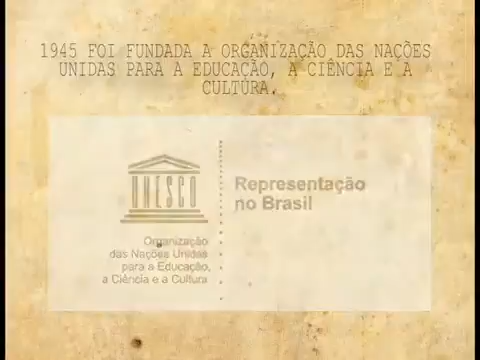 1945 FOI FUNDADA A ORGANIZAÇÃO DAS NAÇÕES
UNIDAS PARA A EDUCAÇÃO, A CIÊNCIA E A
CULTURA.
UNESCO
Organização
das Nações Unidas
para a Educação,
a Ciência e a Cultura
Representação
no Brasil